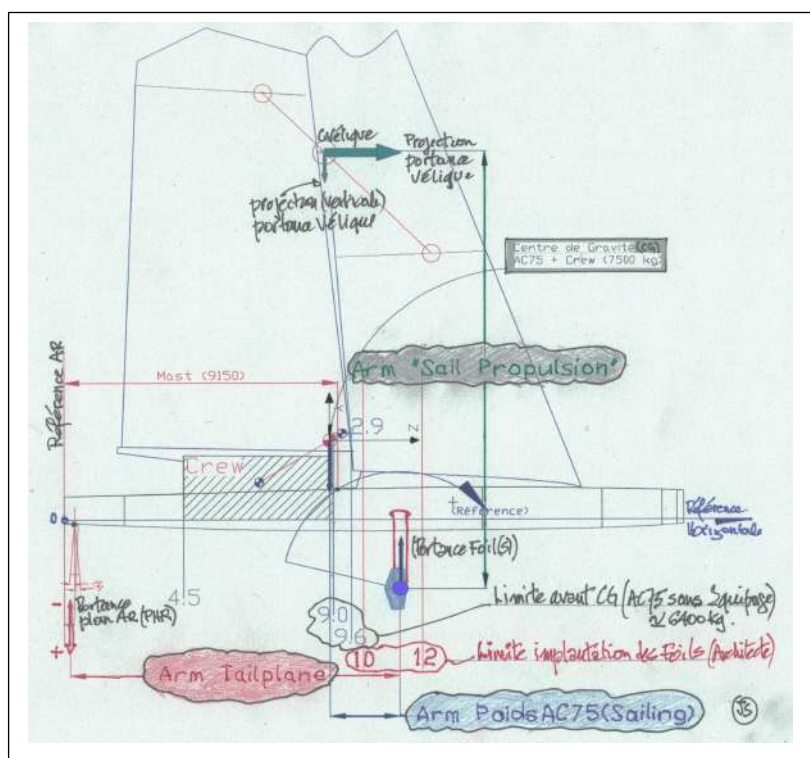 Cvélique
Projection
portance
Vélique
projection (verticale)
portance Vélique
Centre de Gravité (CG)
AC75 + Crew (7500 kg)
Référence AR
Mast (9150)
Arm "Sail Propulsion"
2.9
Z
Crew
+
(Référence)
0
Référence
Horizontale
(Portance Foil(s)
4.5
-
+
Portance
plan AR (PHR)
9.0
9.6
Limite avant CG (AC75 sans équipage)
≈ 6400 kg.
10 12
Limite implantation des Foils (Architecte)
Arm Tailplane
Arm Poids AC75 (Sailing)
JS